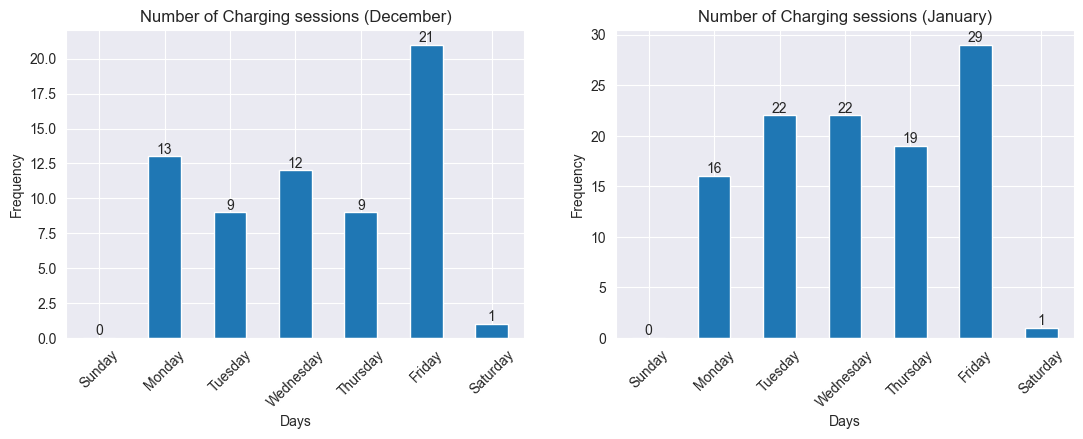 Number of Charging sessions (December)
Frequency
20.0
17.5
15.0
12.5
10.0
7.5
5.0
2.5
0.0
0
13
9
12
9
21
1
Sunday
Monday
Tuesday
Wednesday
Thursday
Friday
Saturday
Days
Number of Charging sessions (January)
Frequency
30
25
20
15
10
5
0
0
16
22
22
19
29
1
Sunday
Monday
Tuesday
Wednesday
Thursday
Friday
Saturday
Days